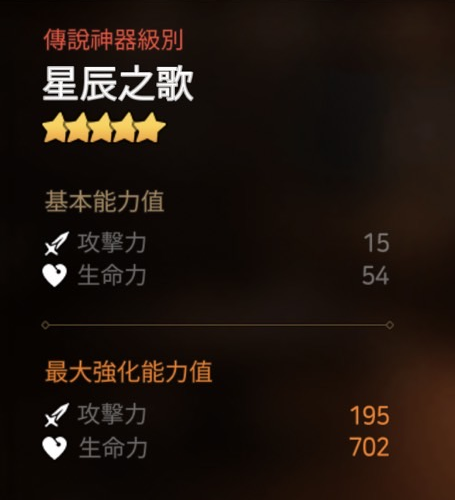 傳說神器級別
星辰之歌
基本能力值
攻擊力 15
生命力 54
最大強化能力值
攻擊力 195
生命力 702